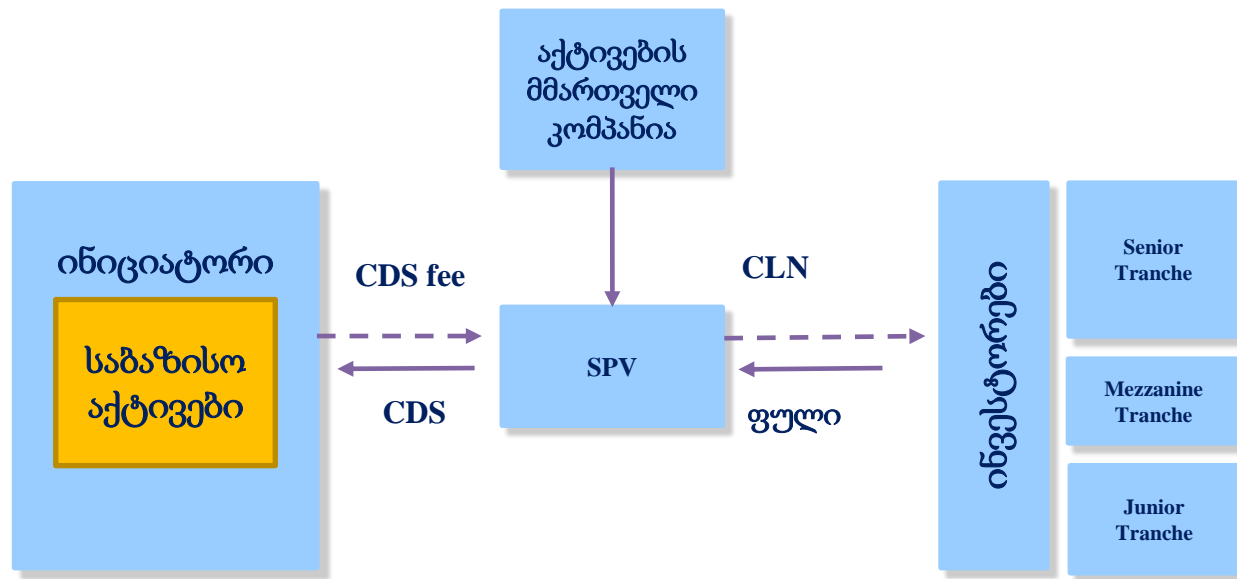 აქტივების
მმართველი
კომპანია
ინიციატორი
საბაზისო
აქტივები
CDS fee
CDS
SPV
CLN
ფული
ინვესტორები
Senior
Tranche
Mezzanine
Tranche
Junior
Tranche